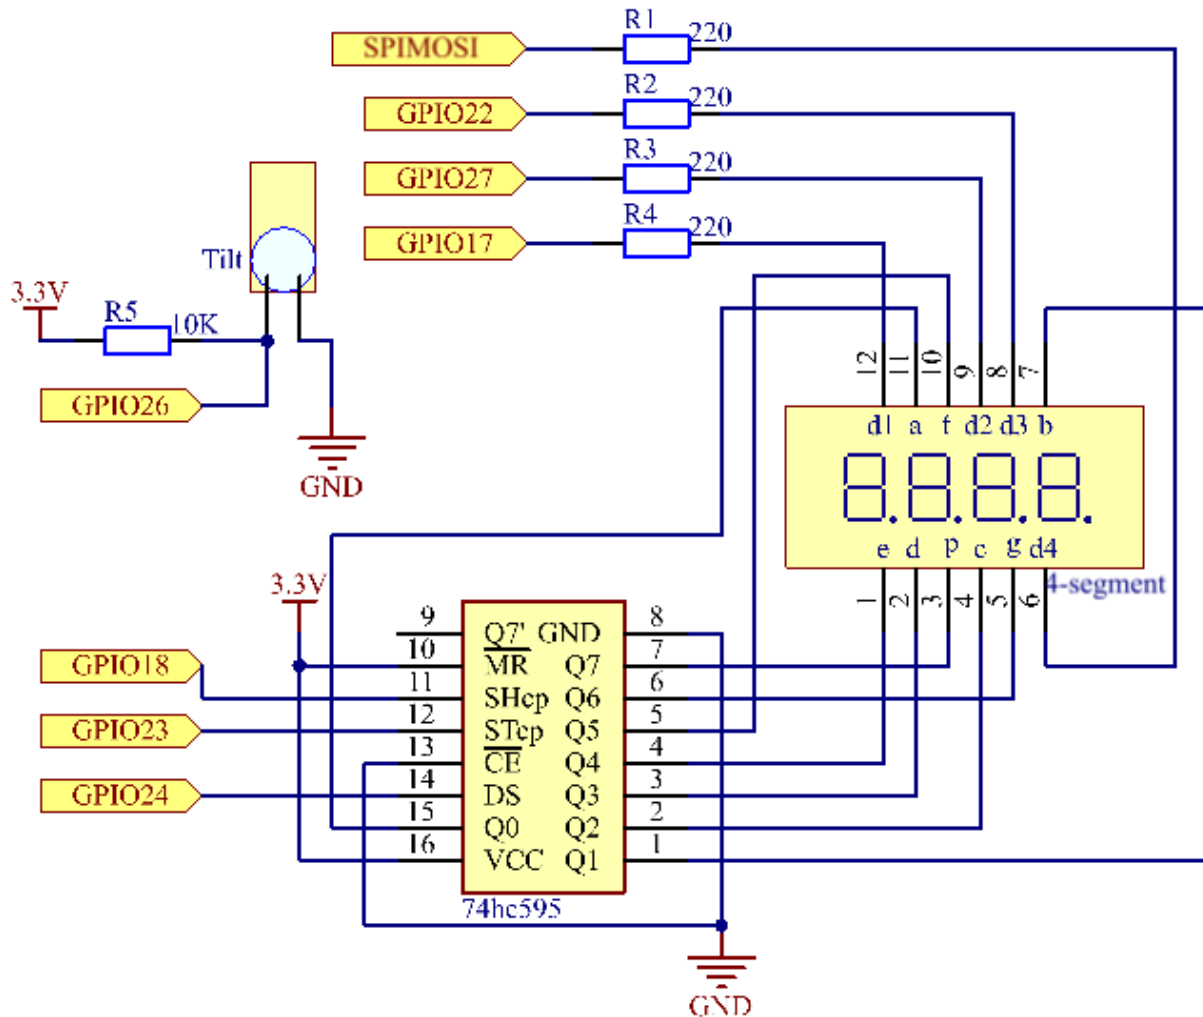 R1
SPIMOSI 220
R2
GPIO22 220
R3
GPIO27 220
R4
GPIO17 220
Tilt
3.3V
R5
10K
GPIO26
GND
12 11 10 9 8 7
d1 a f d2 d3 b
e d p c g d4
1 2 3 4 5 6
4-segment
3.3V
9 Q7' GND 8
10 MR Q7 7
GPIO18
11 SHcp Q6 6
GPIO23
12 STcp Q5 5
13 CE Q4 4
GPIO24
14 DS Q3 3
15 Q0 Q2 2
16 VCC Q1 1
74hc595
GND